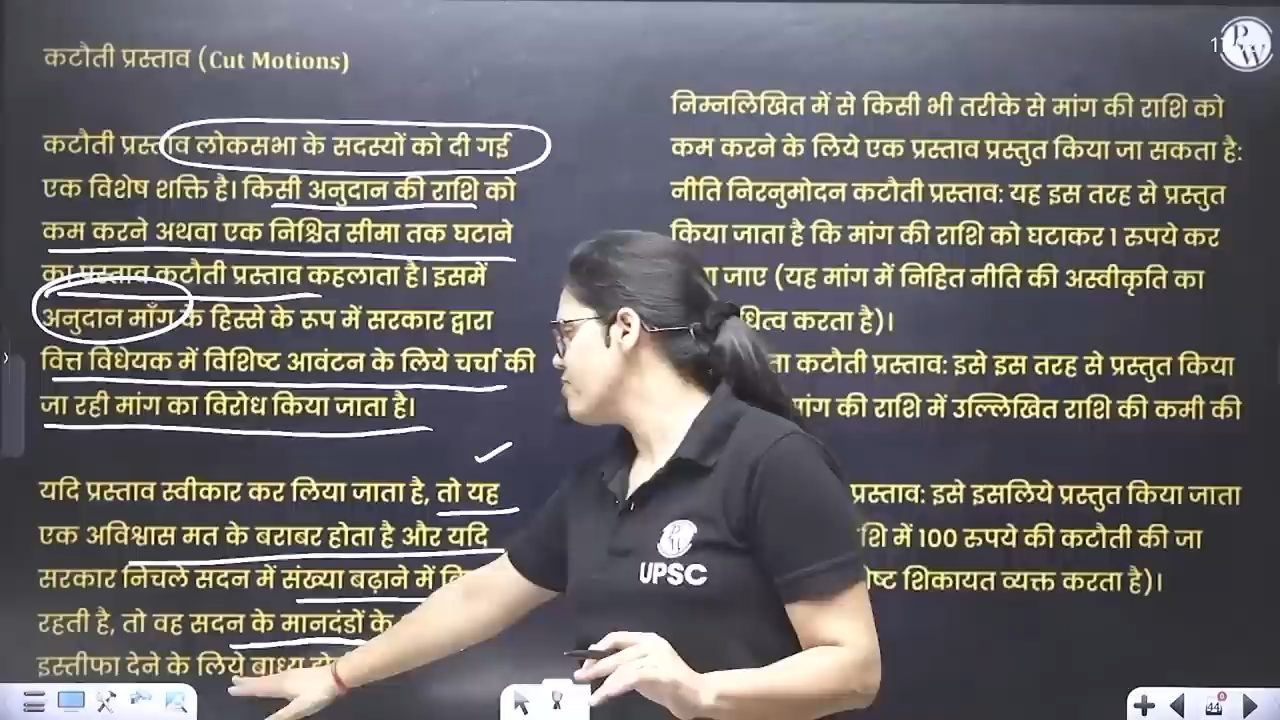 कटौती प्रस्ताव (Cut Motions)
कटौती प्रस्ताव लोकसभा के सदस्यों को दी गई
एक विशेष शक्ति है। किसी अनुदान की राशि को
कम करने अथवा एक निश्चित सीमा तक घटाने
का प्रस्ताव कटौती प्रस्ताव कहलाता है। इसमें
अनुदान माँग के हिस्से के रूप में सरकार द्वारा
वित्त विधेयक में विशिष्ट आवंटन के लिये चर्चा की
जा रही मांग का विरोध किया जाता है।
यदि प्रस्ताव स्वीकार कर लिया जाता है, तो यह
एक अविश्वास मत के बराबर होता है और यदि
सरकार निचले सदन में संख्या बढ़ाने में
रहती है, तो वह सदन के मानदंडों के
इस्तीफा देने के लिये बाध्य
निम्नलिखित में से किसी भी तरीके से मांग की राशि को
कम करने के लिये एक प्रस्ताव प्रस्तुत किया जा सकता है:
नीति निरनुमोदन कटौती प्रस्ताव: यह इस तरह से प्रस्तुत
किया जाता है कि मांग की राशि को घटाकर 1 रुपये कर
जाए (यह मांग में निहित नीति की अस्वीकृति का
करता है)।
कटौती प्रस्ताव: इसे इस तरह से प्रस्तुत किया
मांग की राशि में उल्लिखित राशि की कमी की
प्रस्ताव: इसे इसलिये प्रस्तुत किया जाता
में 100 रुपये की कटौती की जा
शिकायत व्यक्त करता है)।
PW
UPSC
44